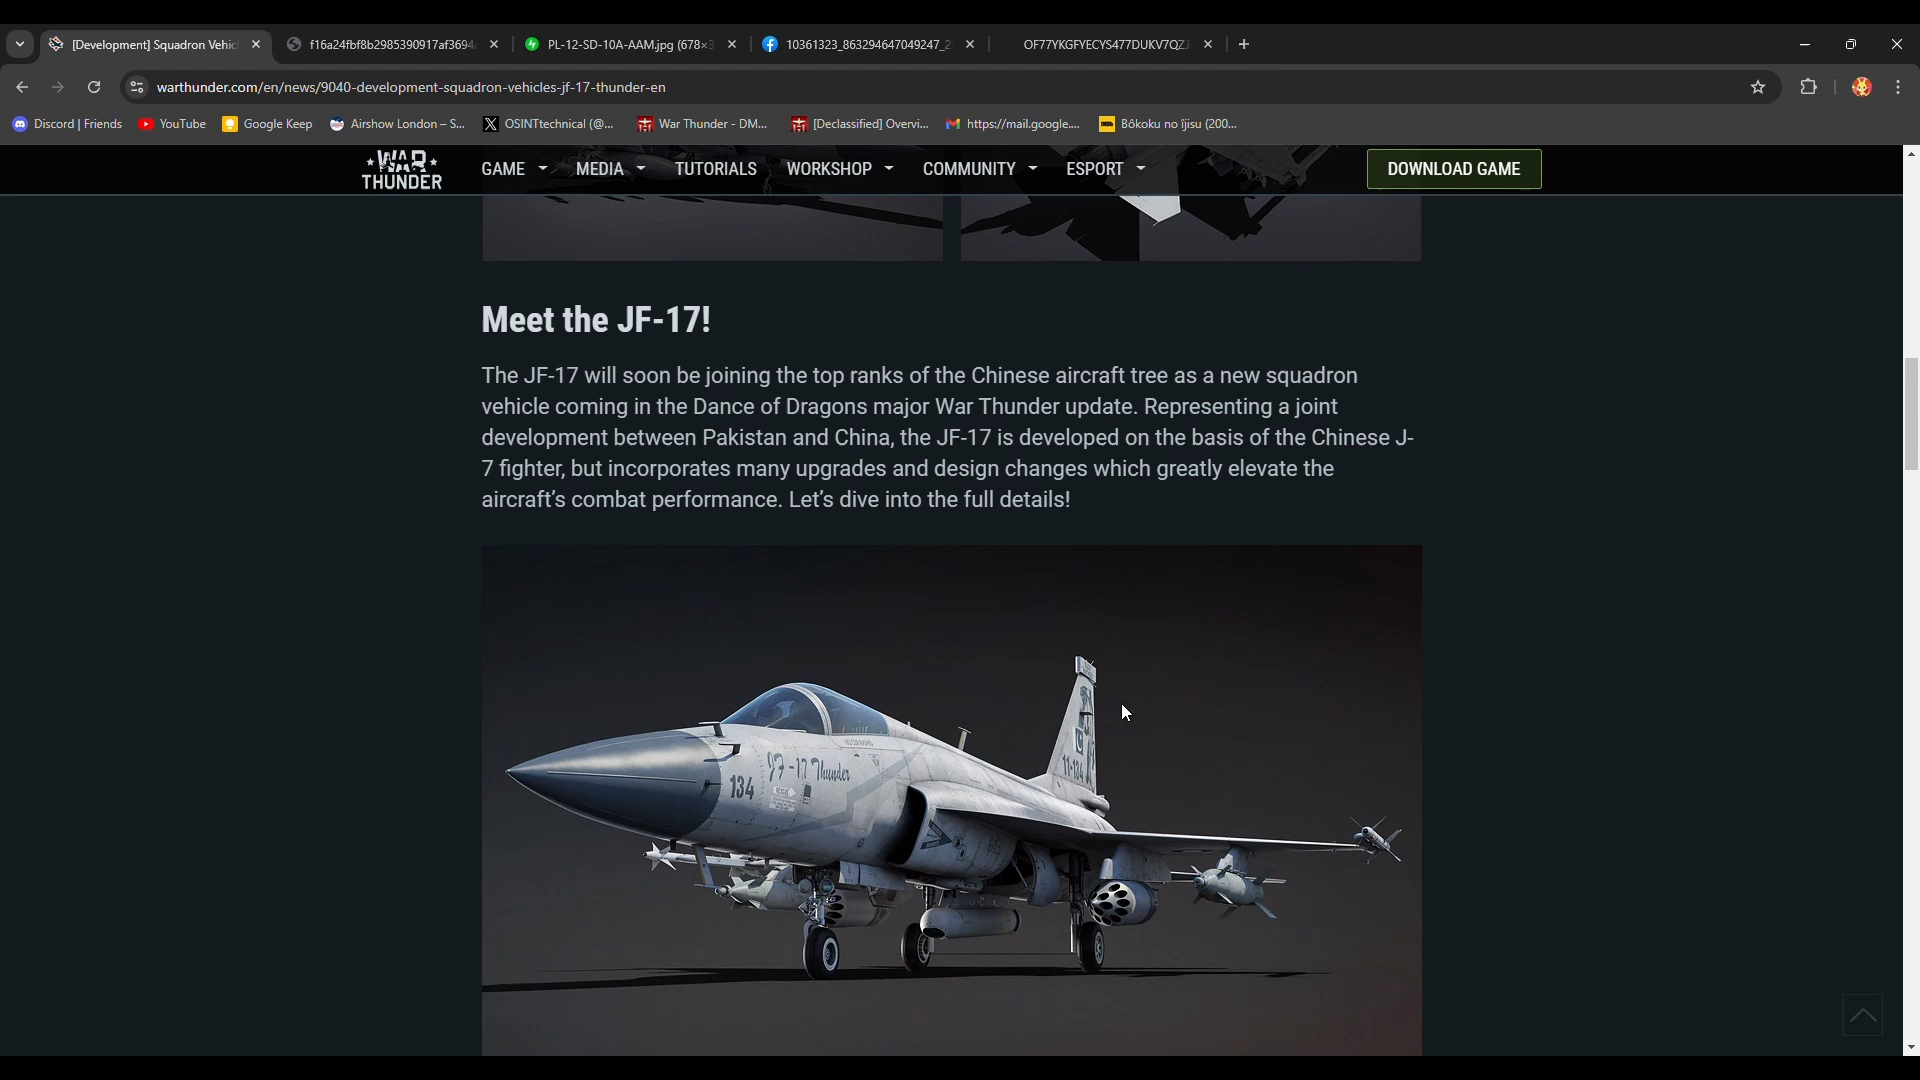 [Development] Squadron Vehic
f16a24fbf8b2985390917af3694
PL-12-SD-10A-AAM.jpg (678×3
10361323_863294647049247_2
OF77YKGFYECYS477DUKV7QZJ
warthunder.com/en/news/9040-development-squadron-vehicles-jf-17-thunder-en
Discord | Friends
YouTube
Google Keep
Airshow London – S...
OSINTtechnical (@...
War Thunder - DM...
[Declassified] Overvi...
https://mail.google....
Bôkoku no îjisu (200...
WAR THUNDER
GAME
MEDIA
TUTORIALS
WORKSHOP
COMMUNITY
ESPORT
DOWNLOAD GAME
Meet the JF-17!
The JF-17 will soon be joining the top ranks of the Chinese aircraft tree as a new squadron
vehicle coming in the Dance of Dragons major War Thunder update. Representing a joint
development between Pakistan and China, the JF-17 is developed on the basis of the Chinese J-
7 fighter, but incorporates many upgrades and design changes which greatly elevate the
aircraft’s combat performance. Let’s dive into the full details!
JF-17 Thunder
134
11-134